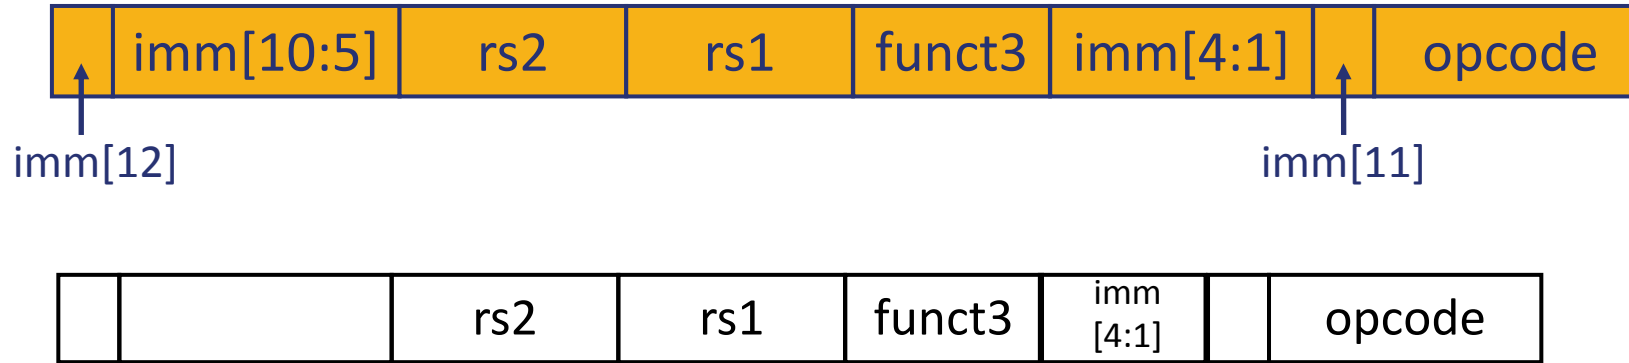 imm[10:5] rs2 rs1 funct3 imm[4:1] opcode
imm[12] imm[11]
rs2 rs1 funct3 imm [4:1] opcode